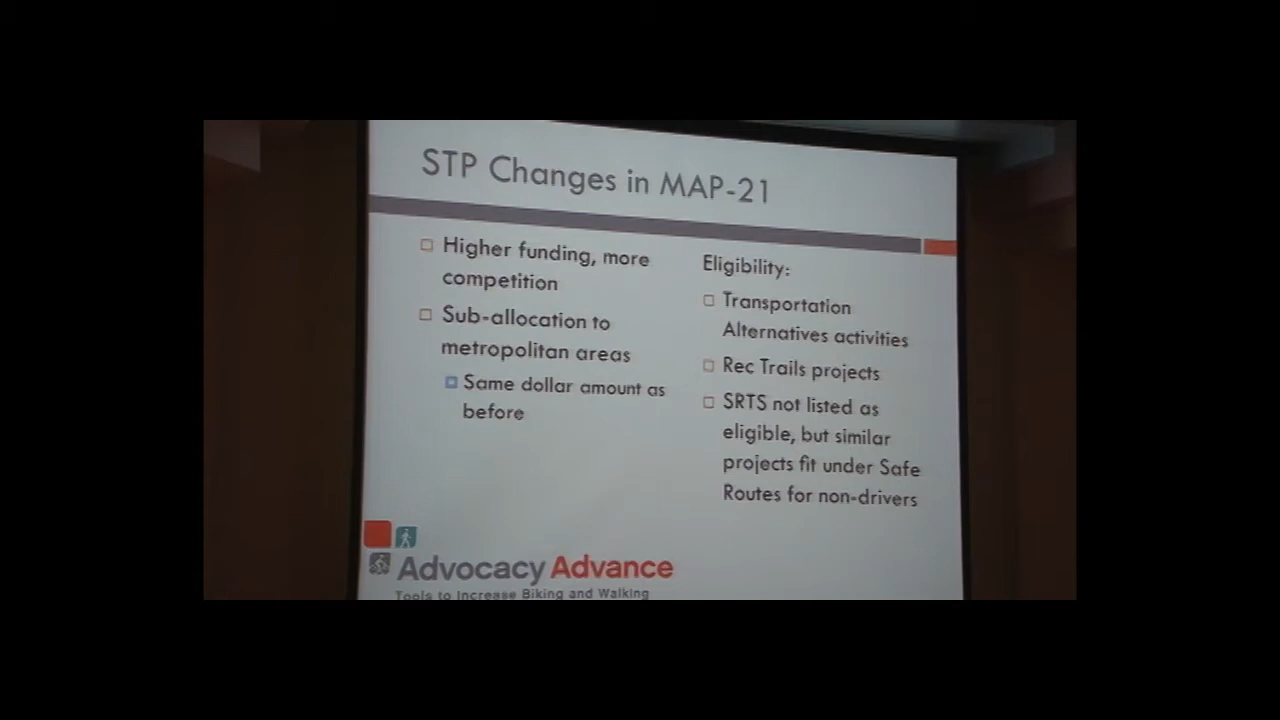 STP Changes in MAP-21
Higher funding, more
competition
Sub-allocation to
metropolitan areas
Same dollar amount as
before
Eligibility:
Transportation
Alternatives activities
Rec Trails projects
SRTS not listed as
eligible, but similar
projects fit under Safe
Routes for non-drivers
Advocacy Advance
Tools to Increase Biking and Walking